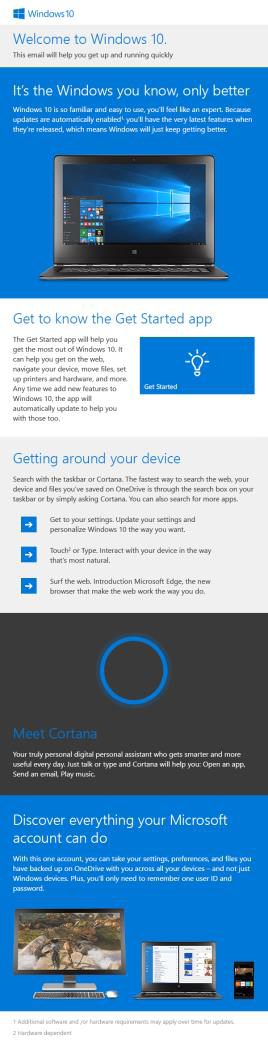 Windows 10
Welcome to Windows 10.
This email will help you get up and running quickly
It's the Windows you know, only better
Windows 10 is so familiar and easy to use, you'll feel like an expert. Because
updates are automatically enabled¹, you'll have the very latest features when
they're released, which means Windows will just keep getting better.
Get to know the Get Started app
The Get Started app will help you
get the most out of Windows 10. It
can help you get on the web,
navigate your device, move files, set
up printers and hardware, and more.
Any time we add new features to
Windows 10, the app will
automatically update to help you
with those too.
Get Started
Getting around your device
Search with the taskbar or Cortana. The fastest way to search the web, your
device and files you've saved on OneDrive is through the search box on your
taskbar or by simply asking Cortana. You can also search for more apps.
Get to your settings. Update your settings and
personalize Windows 10 the way you want.
Touch² or Type. Interact with your device in the way
that's most natural.
Surf the web. Introduction Microsoft Edge, the new
browser that make the web work the way you do.
Meet Cortana
Your truly personal digital personal assistant who gets smarter and more
useful every day. Just talk or type and Cortana will help you: Open an app,
Send an email, Play music.
Discover everything your Microsoft
account can do
With this one account, you can take your settings, preferences, and files you
have backed up on OneDrive with you across all your devices – and not just
Windows devices. Plus, you'll only need to remember one user ID and
password.
1 Additional software and /or hardware requirements may apply over time for updates.
2 Hardware dependent